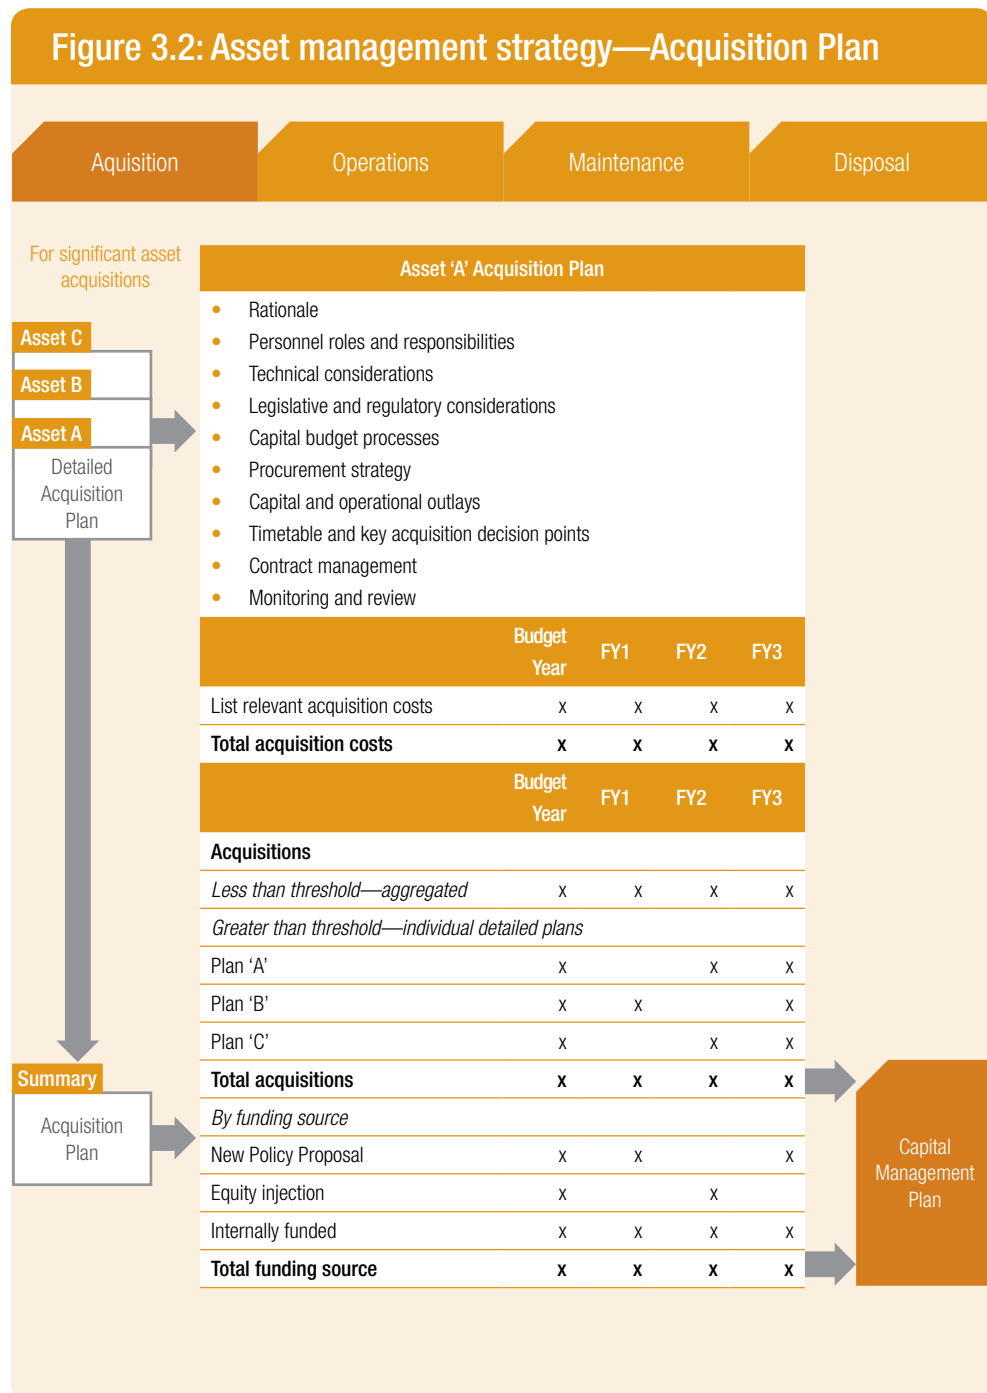 Figure 3.2: Asset management strategy—Acquisition Plan
Aquisition
Operations
Maintenance
Disposal
For significant asset
acquisitions
Asset C
Asset B
Asset A
Detailed
Acquisition
Plan
Asset ‘A’ Acquisition Plan
• Rationale
• Personnel roles and responsibilities
• Technical considerations
• Legislative and regulatory considerations
• Capital budget processes
• Procurement strategy
• Capital and operational outlays
• Timetable and key acquisition decision points
• Contract management
• Monitoring and review
Budget
Year FY1 FY2 FY3
List relevant acquisition costs x x x x
Total acquisition costs x x x x
Budget
Year FY1 FY2 FY3
Acquisitions
Less than threshold—aggregated x x x x
Greater than threshold—individual detailed plans
Plan ‘A’ x x x
Plan ‘B’ x x x
Plan ‘C’ x x x
Total acquisitions x x x x
By funding source
New Policy Proposal x x x
Equity injection x x
Internally funded x x x x
Total funding source x x x x
Summary
Acquisition
Plan
Capital
Management
Plan